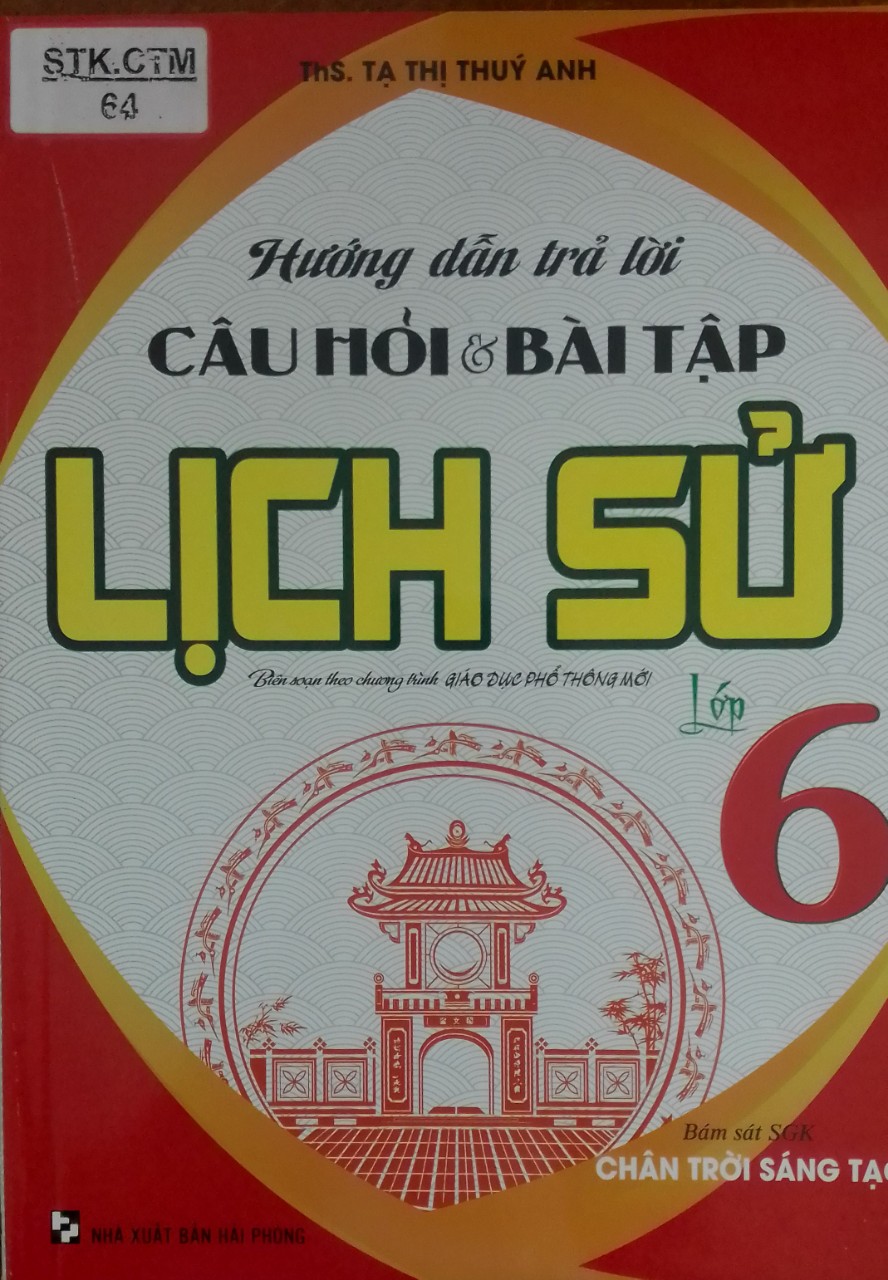 STK.CTM
64
ThS. TẠ THỊ THUÝ ANH
Hướng dẫn trả lời
CÂU HỎI & BÀI TẬP
LỊCH SỬ
Biên soạn theo chương trình GIÁO DỤC PHỔ THÔNG MỚI
Lớp 6
Bám sát SGK
CHÂN TRỜI SÁNG TẠO
NHÀ XUẤT BẢN HẢI PHÒNG